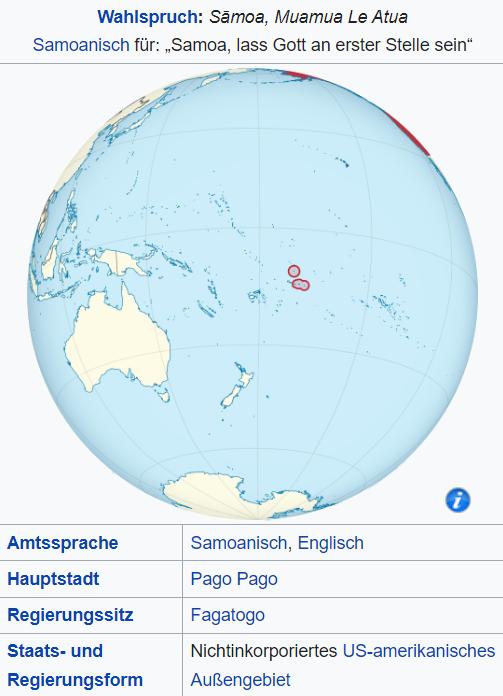 Wahlspruch: Sāmoa, Muamua Le Atua
Samoanisch für: „Samoa, lass Gott an erster Stelle sein“
i
Amtssprache Samoanisch, Englisch
Hauptstadt Pago Pago
Regierungssitz Fagatogo
Staats- und Nichtinkorporiertes US-amerikanisches
Regierungsform Außengebiet